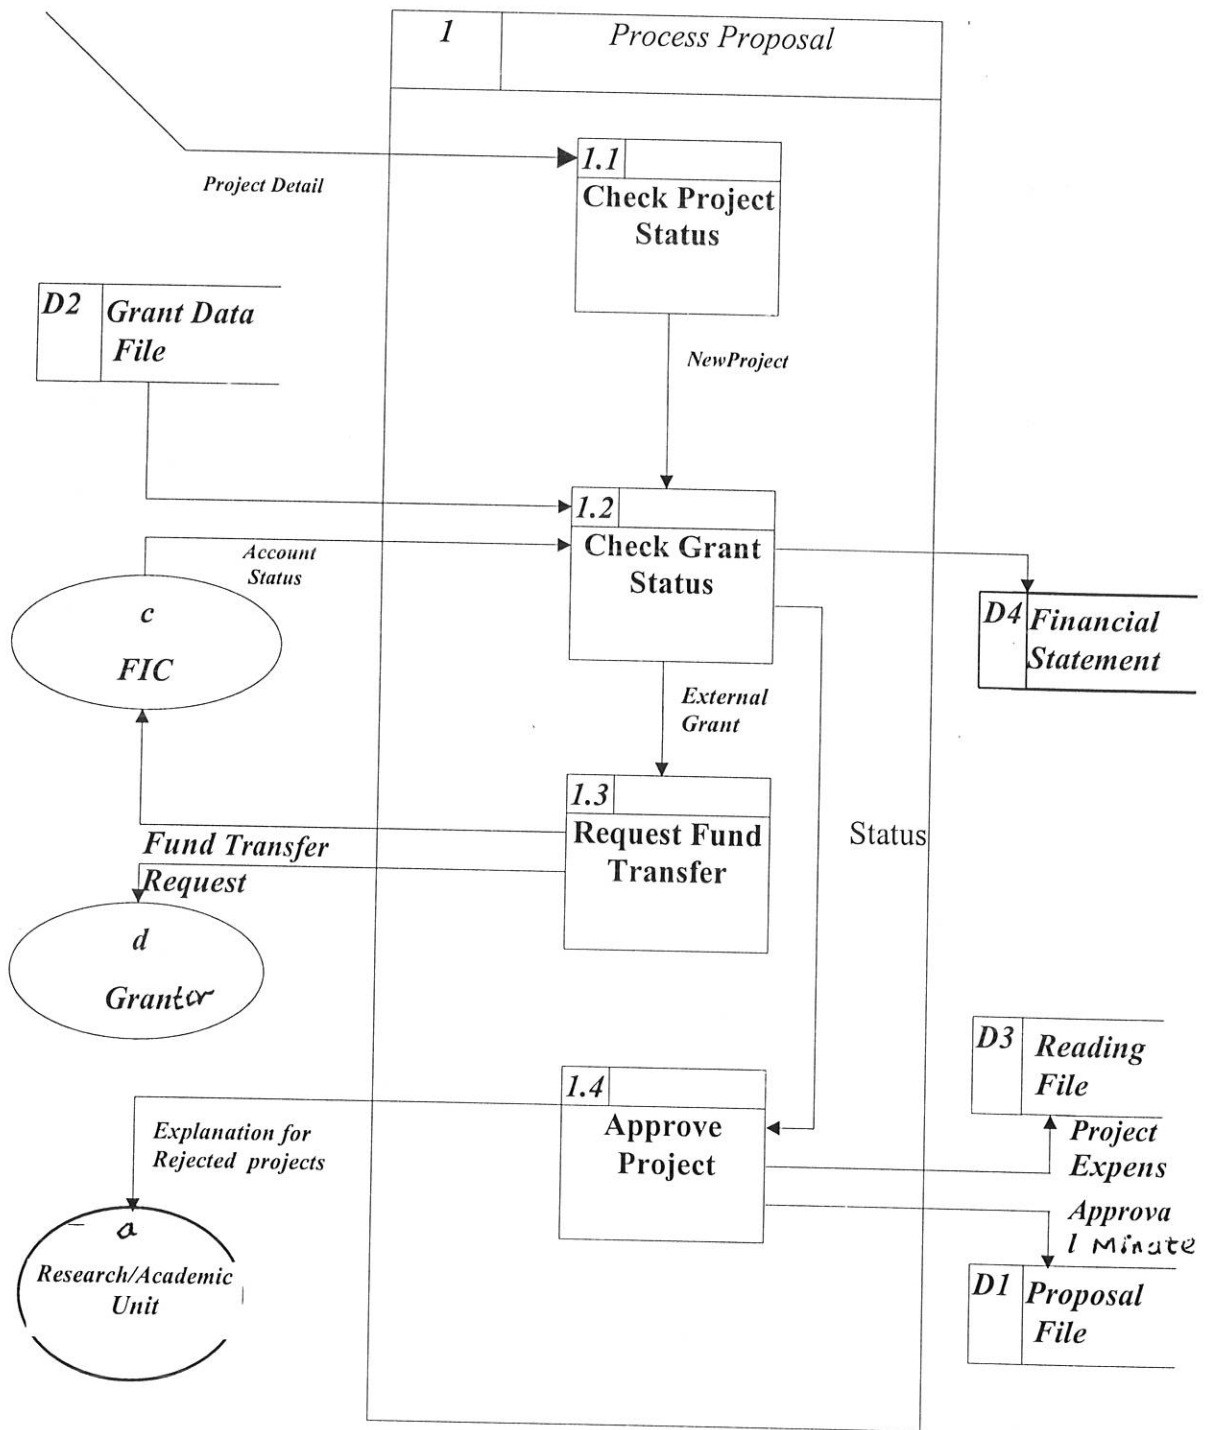 1 Process Proposal
1.1
Project Detail
Check Project
Status
D2 Grant Data
File
NewProject
1.2
Account
Status
Check Grant
Status
c
FIC
D4 Financial
Statement
External
Grant
1.3
Fund Transfer
Request
Request Fund
Transfer
Status
d
Grantor
D3 Reading
File
1.4
Explanation for
Rejected projects
Approve
Project
Project
Expens
Approva
l Minute
a
Research/Academic
Unit
D1 Proposal
File